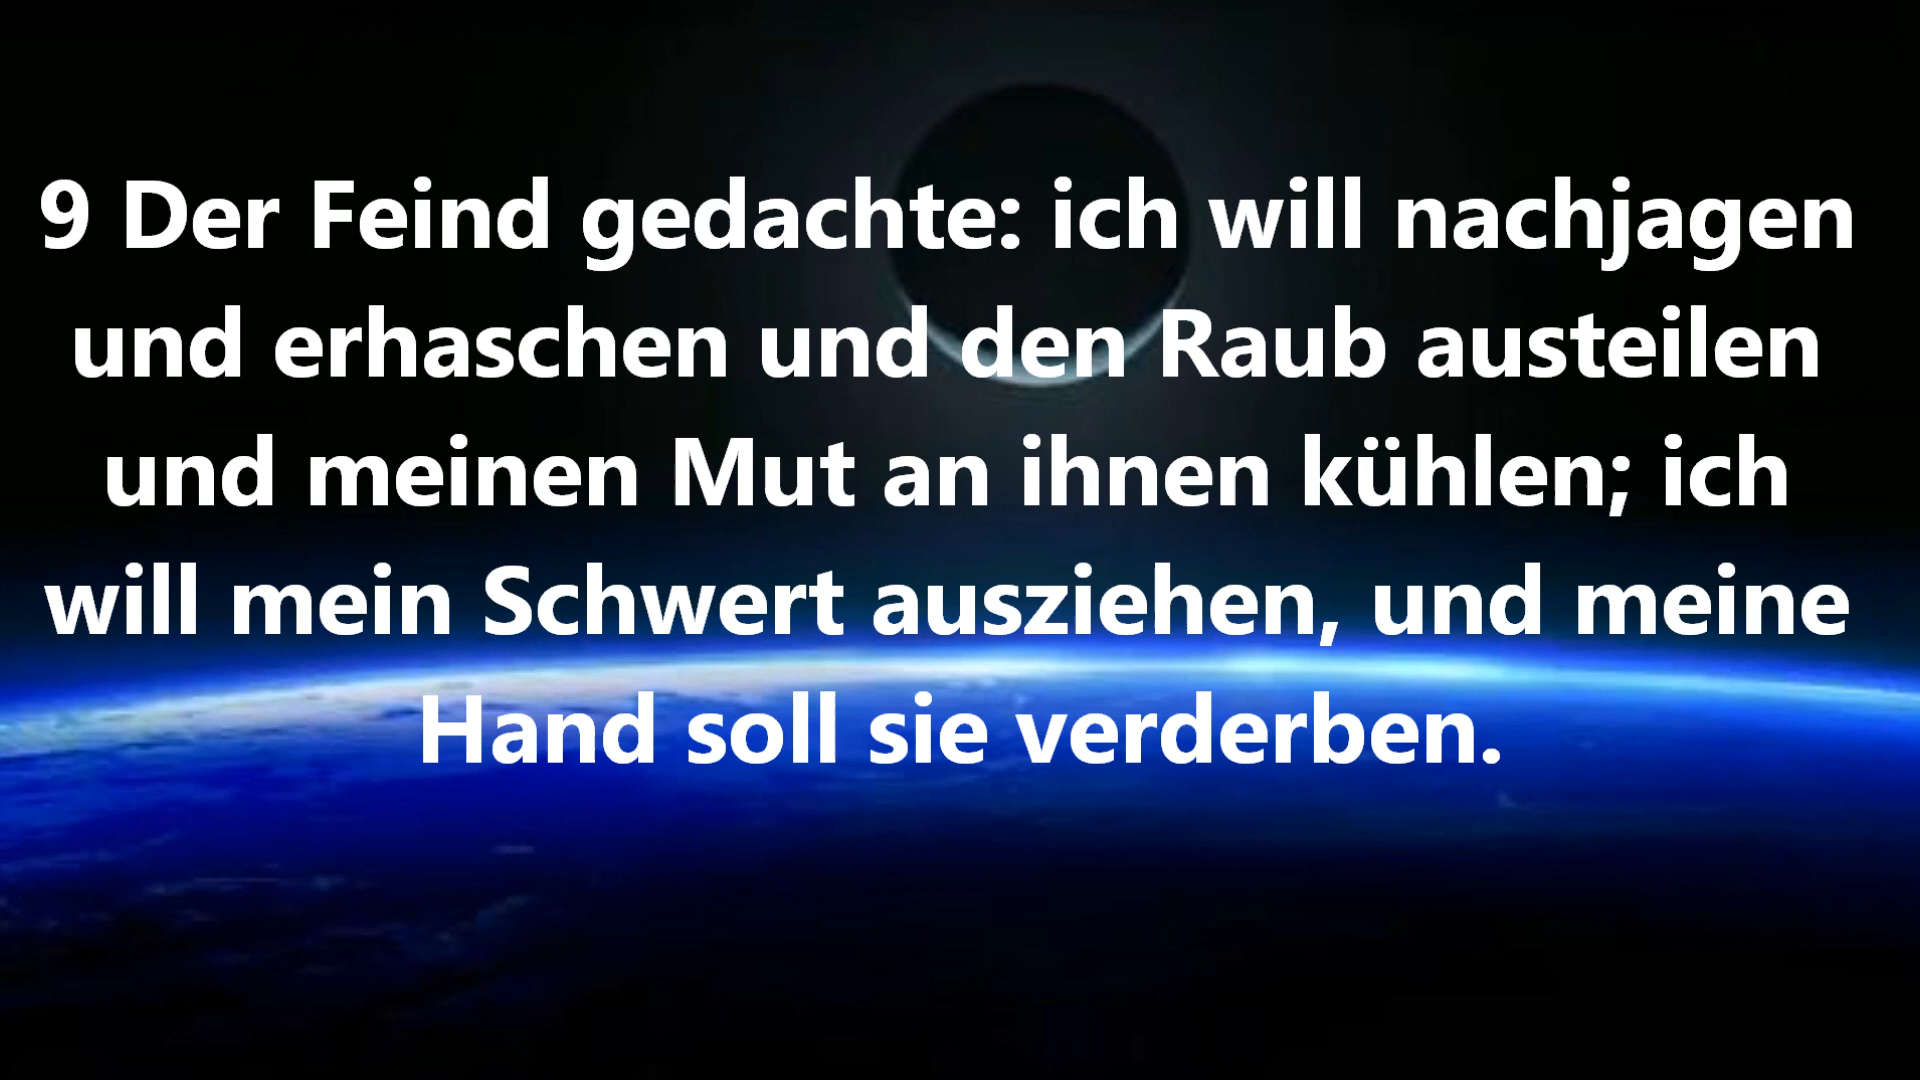 9 Der Feind gedachte: ich will nachjagen
und erhaschen und den Raub austeilen
und meinen Mut an ihnen kühlen; ich
will mein Schwert ausziehen, und meine
Hand soll sie verderben.